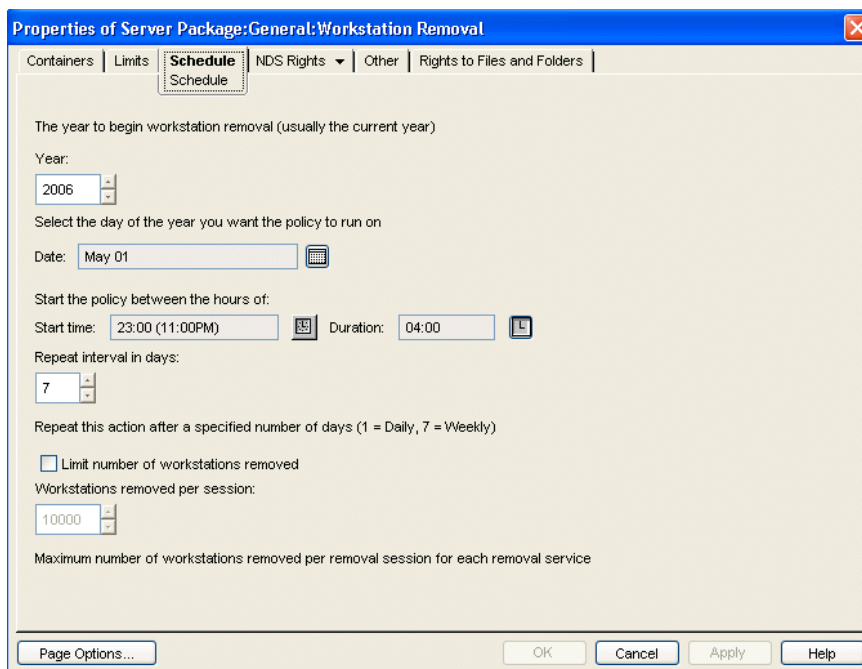 Properties of Server Package:General:Workstation Removal
Containers Limits Schedule NDS Rights Other Rights to Files and Folders
Schedule
The year to begin workstation removal (usually the current year)
Year:
2006
Select the day of the year you want the policy to run on
Date: May 01
Start the policy between the hours of:
Start time: 23:00 (11:00PM) Duration: 04:00
Repeat interval in days:
7
Repeat this action after a specified number of days (1 = Daily, 7 = Weekly)
Limit number of workstations removed
Workstations removed per session:
10000
Maximum number of workstations removed per removal session for each removal service
Page Options... OK Cancel Apply Help